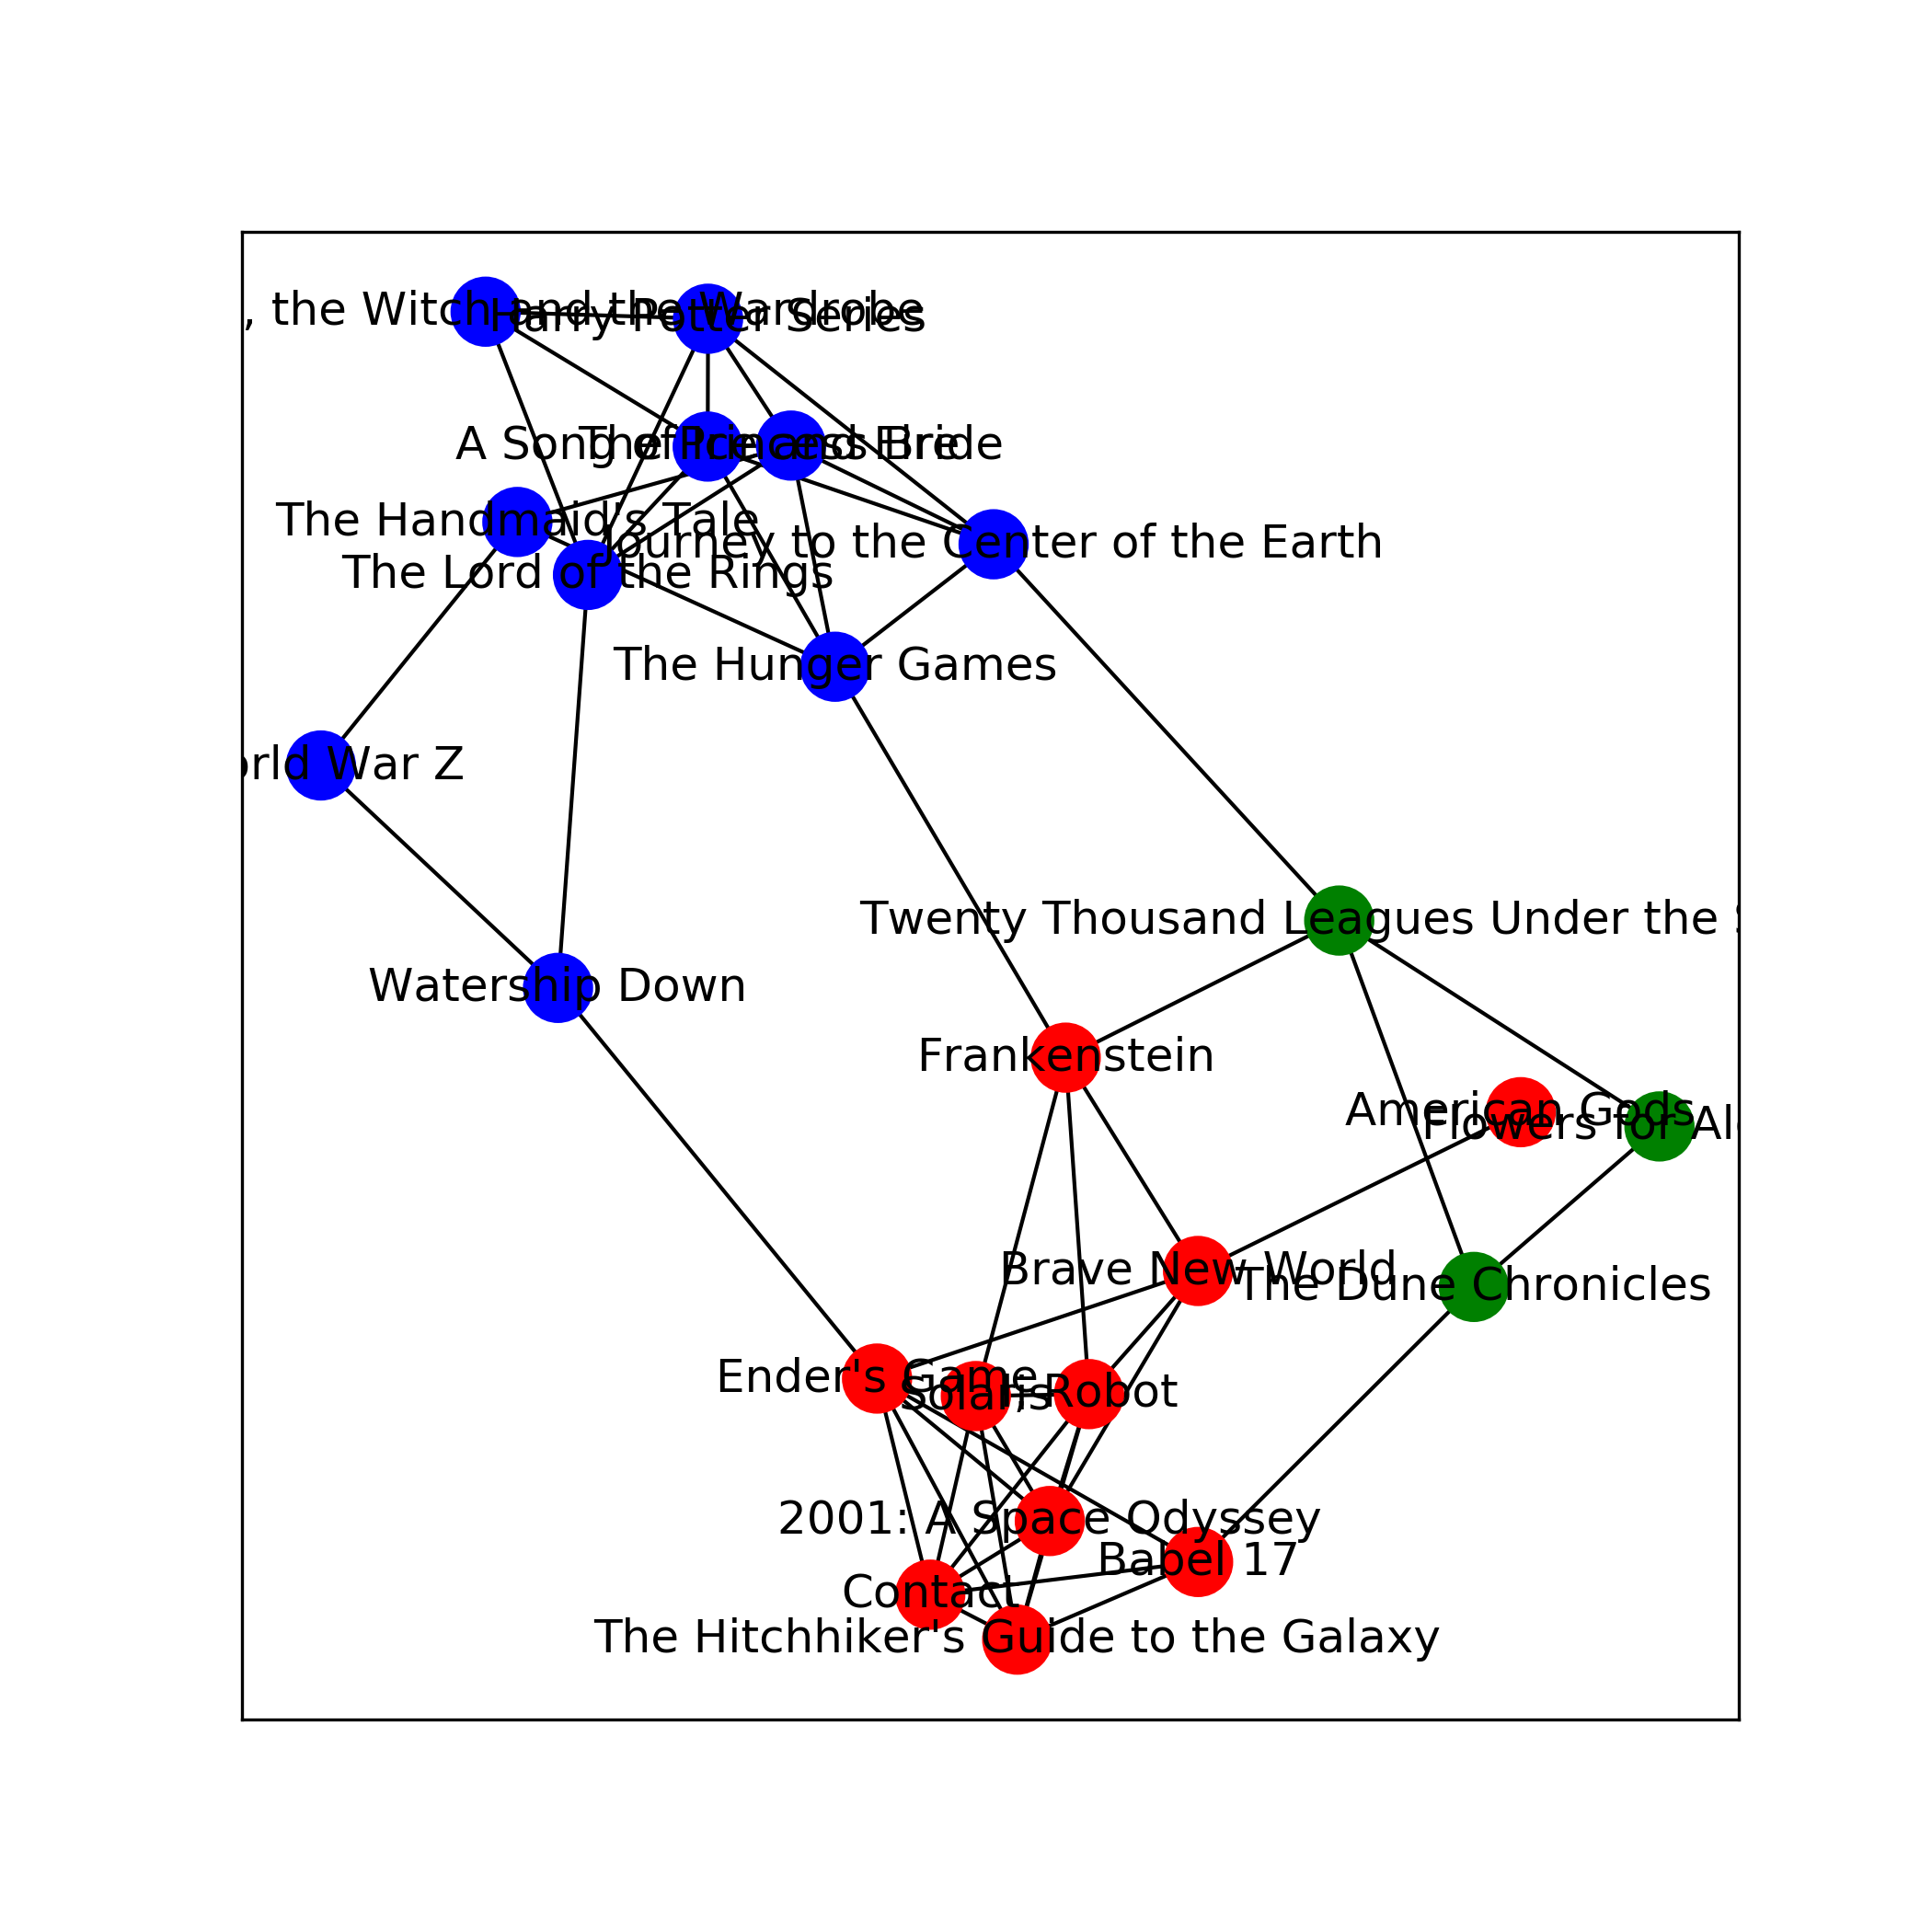 , the Witch and the Wardrobe
Harry Potter Series
A Song of Ice and Fire
The Princess Bride
The Handmaid's Tale
Journey to the Center of the Earth
The Lord of the Rings
The Hunger Games
World War Z
Twenty Thousand Leagues Under the S
Watership Down
Frankenstein
American Gods
Flowers for Al
Brave New World
The Dune Chronicles
Ender's Game
Solaris
I, Robot
2001: A Space Odyssey
Babel 17
Contact
The Hitchhiker's Guide to the Galaxy